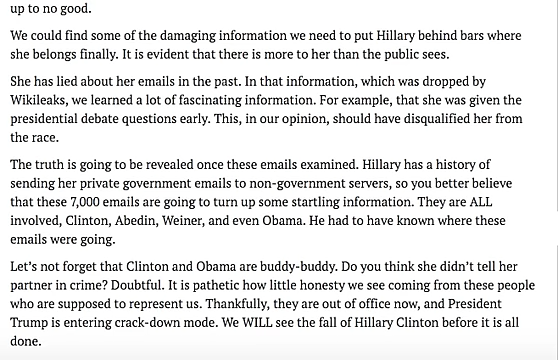 up to no good.
We could find some of the damaging information we need to put Hillary behind bars where
she belongs finally. It is evident that there is more to her than the public sees.
She has lied about her emails in the past. In that information, which was dropped by
Wikileaks, we learned a lot of fascinating information. For example, that she was given the
presidential debate questions early. This, in our opinion, should have disqualified her from
the race.
The truth is going to be revealed once these emails examined. Hillary has a history of
sending her private government emails to non-government servers, so you better believe
that these 7,000 emails are going to turn up some startling information. They are ALL
involved, Clinton, Abedin, Weiner, and even Obama. He had to have known where these
emails were going.
Let’s not forget that Clinton and Obama are buddy-buddy. Do you think she didn’t tell her
partner in crime? Doubtful. It is pathetic how little honesty we see coming from these people
who are supposed to represent us. Thankfully, they are out of office now, and President
Trump is entering crack-down mode. We WILL see the fall of Hillary Clinton before it is all
done.